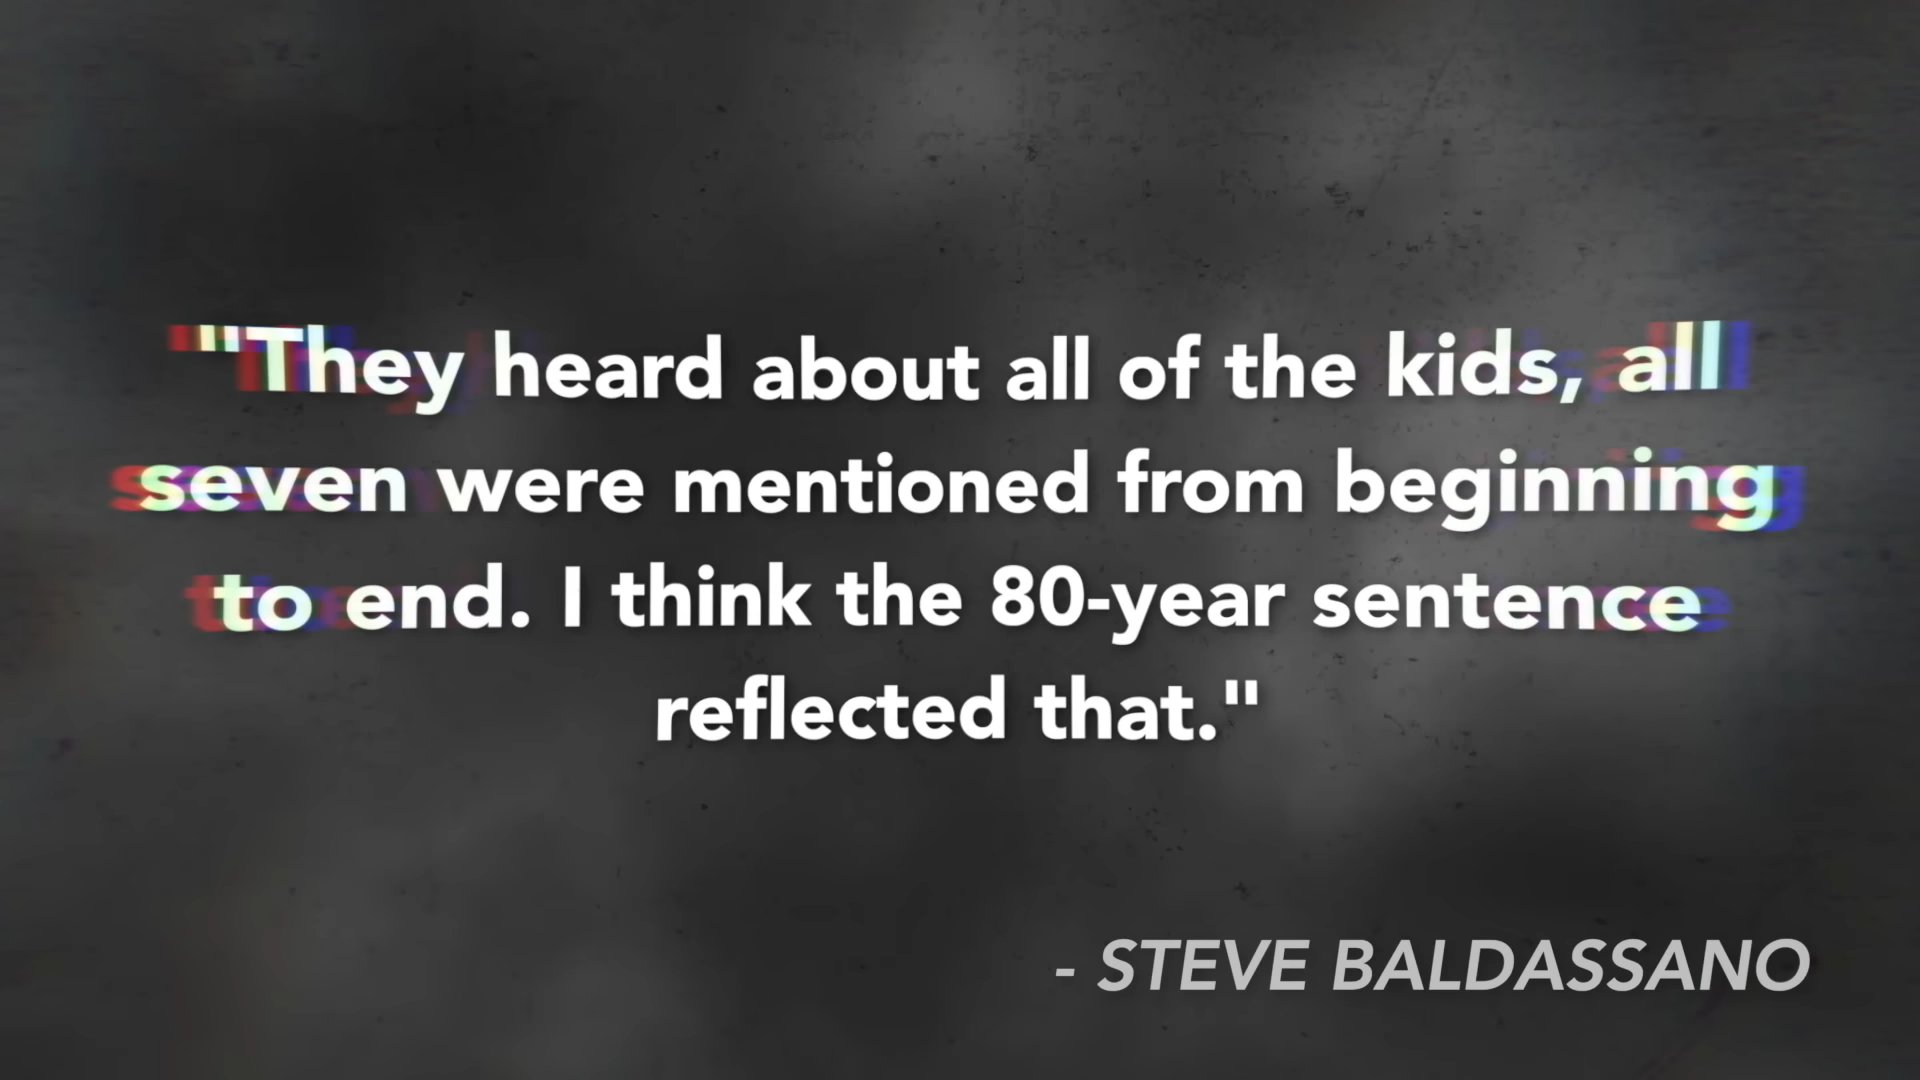 "They heard about all of the kids, all
seven were mentioned from beginning
to end. I think the 80-year sentence
reflected that."
- STEVE BALDASSANO